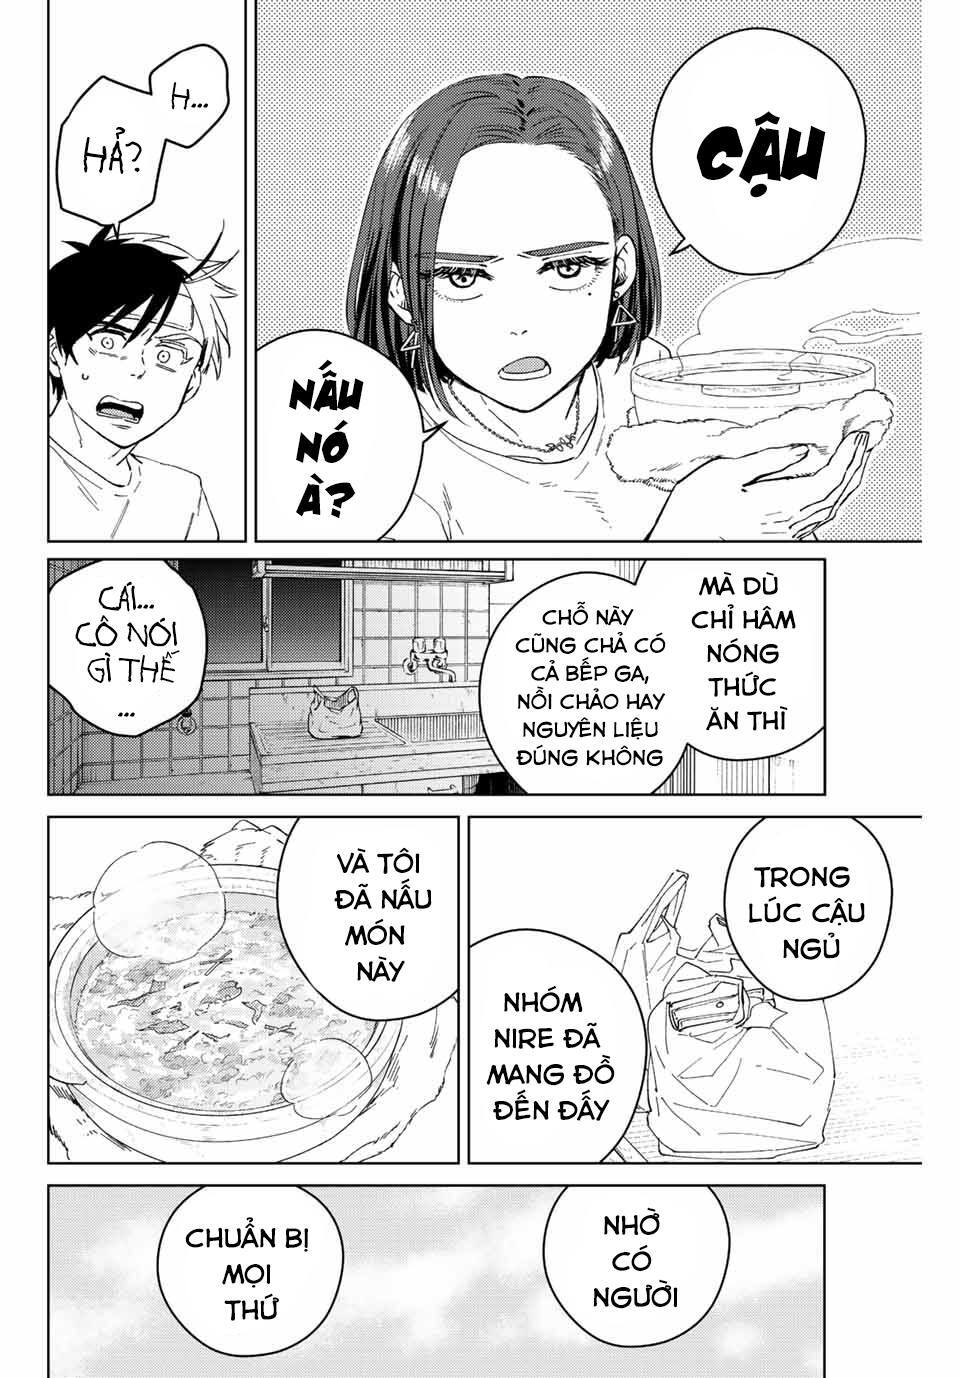 CẬU
NẤU
NÓ
À?
H...
HẢ?
MÀ DÙ
CHỈ HÂM
NÓNG
THỨC
ĂN THÌ
CHỖ NÀY
CŨNG CHẢ CÓ
CẢ BẾP GA,
NỒI CHẢO HAY
NGUYÊN LIỆU
ĐÚNG KHÔNG
CÁI...
CÔ NÓI
GÌ THẾ
...
TRONG
LÚC CẬU
NGỦ
NHÓM
NIRE ĐÃ
MANG ĐỒ
ĐẾN ĐẤY
VÀ TÔI
ĐÃ NẤU
MÓN
NÀY
NHỜ
CÓ
NGƯỜI
CHUẨN BỊ
MỌI
THỨ